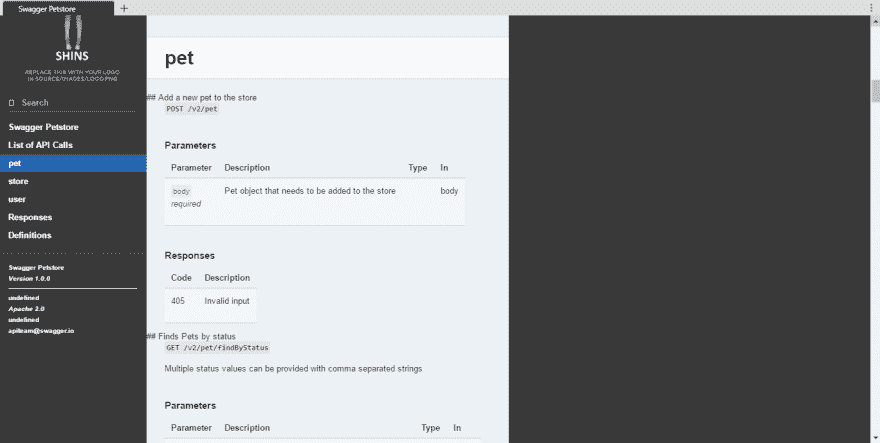 Swagger Petstore
+
SHINS
REPLACE THIS WITH YOUR LOGO
IN SOURCE/IMAGES/LOGO.PNG
Search
Swagger Petstore
List of API Calls
pet
store
user
Responses
Definitions
Swagger Petstore
Version 1.0.0
undefined
Apache 2.0
undefined
apiteam@swagger.io
pet
## Add a new pet to the store
POST /v2/pet
Parameters
Parameter Description Type In
body Pet object that needs to be added to the store body
required
Responses
Code Description
405 Invalid input
## Finds Pets by status
GET /v2/pet/findByStatus
Multiple status values can be provided with comma separated strings
Parameters
Parameter Description Type In